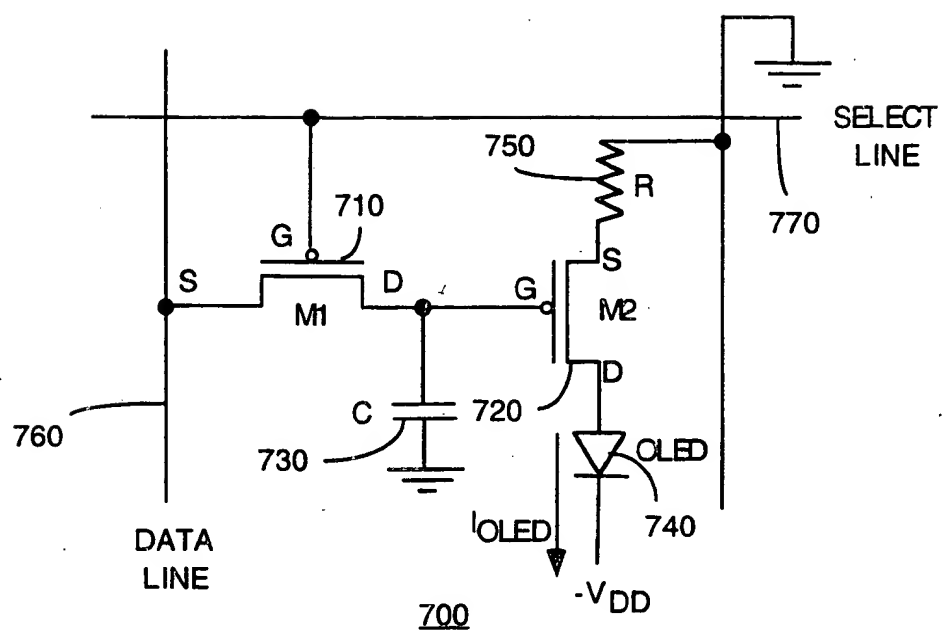 SELECT
LINE
750
R
770
710
G
S
D
M1
G
S
M2
D
720
C
730
760
OLED
740
IOLED
DATA
LINE
-VDD
700